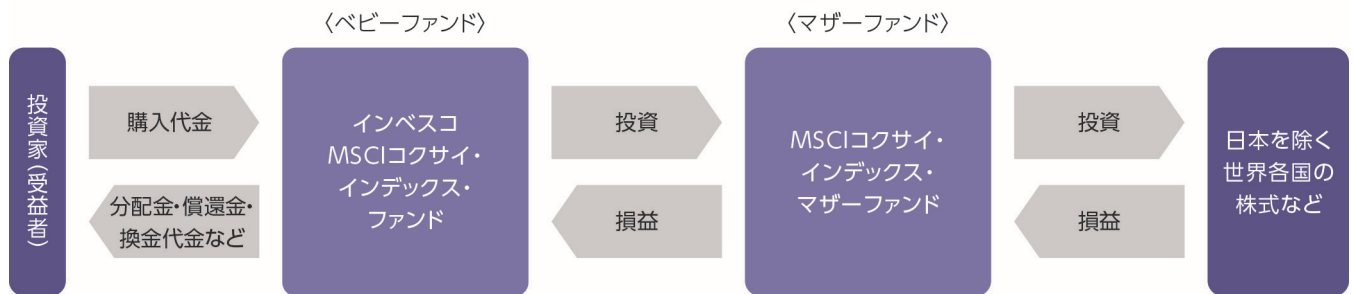 〈ベビーファンド〉
〈マザーファンド〉
投資家(受益者)
購入代金
分配金・償還金・
換金代金など
インベスコ
MSCIコクサイ・
インデックス・
ファンド
投資
損益
MSCIコクサイ・
インデックス・
マザーファンド
投資
損益
日本を除く
世界各国の
株式など